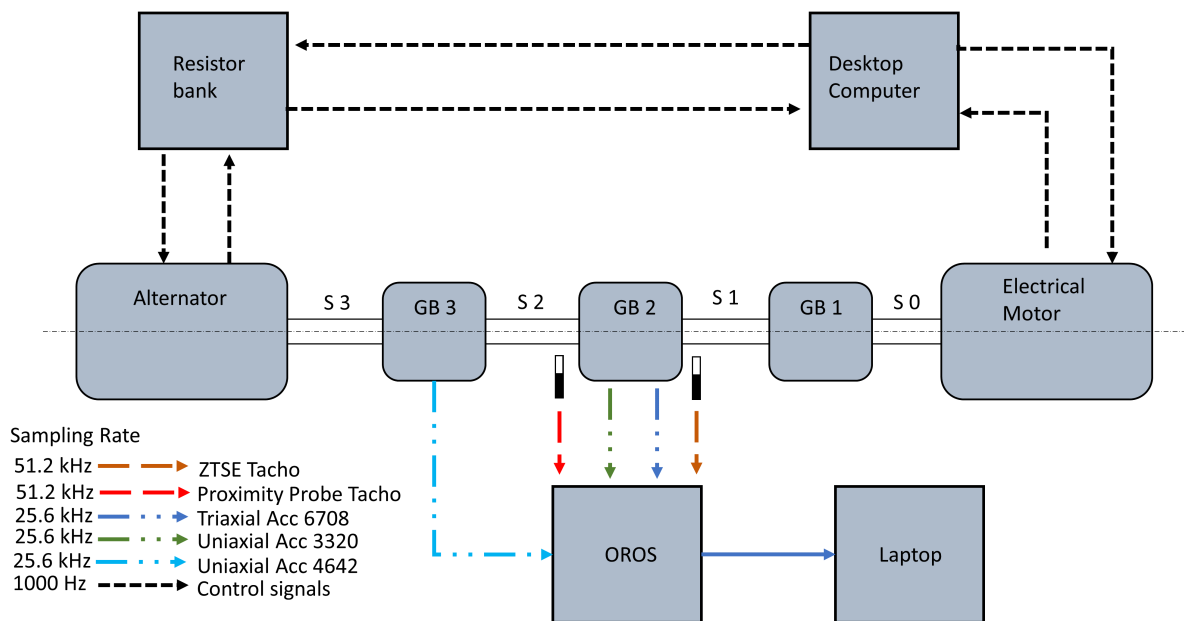 Resistor
bank
Desktop
Computer
Alternator
S 3
GB 3
S 2
GB 2
S 1
GB 1
S 0
Electrical
Motor
Sampling Rate
51.2 kHz ZTSE Tacho
51.2 kHz Proximity Probe Tacho
25.6 kHz Triaxial Acc 6708
25.6 kHz Uniaxial Acc 3320
25.6 kHz Uniaxial Acc 4642
1000 Hz Control signals
OROS
Laptop